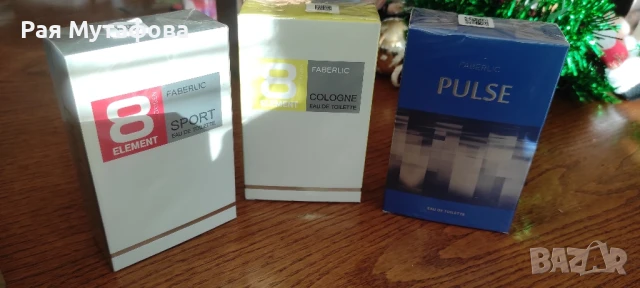 Рая Мутафова
8
ELEMENT
FABERLIC
SPORT
EAU DE TOILETTE
8
ELEMENT
FABERLIC
COLOGNE
EAU DE TOILETTE
FABERLIC
PULSE
EAU DE TOILETTE
BAZAR